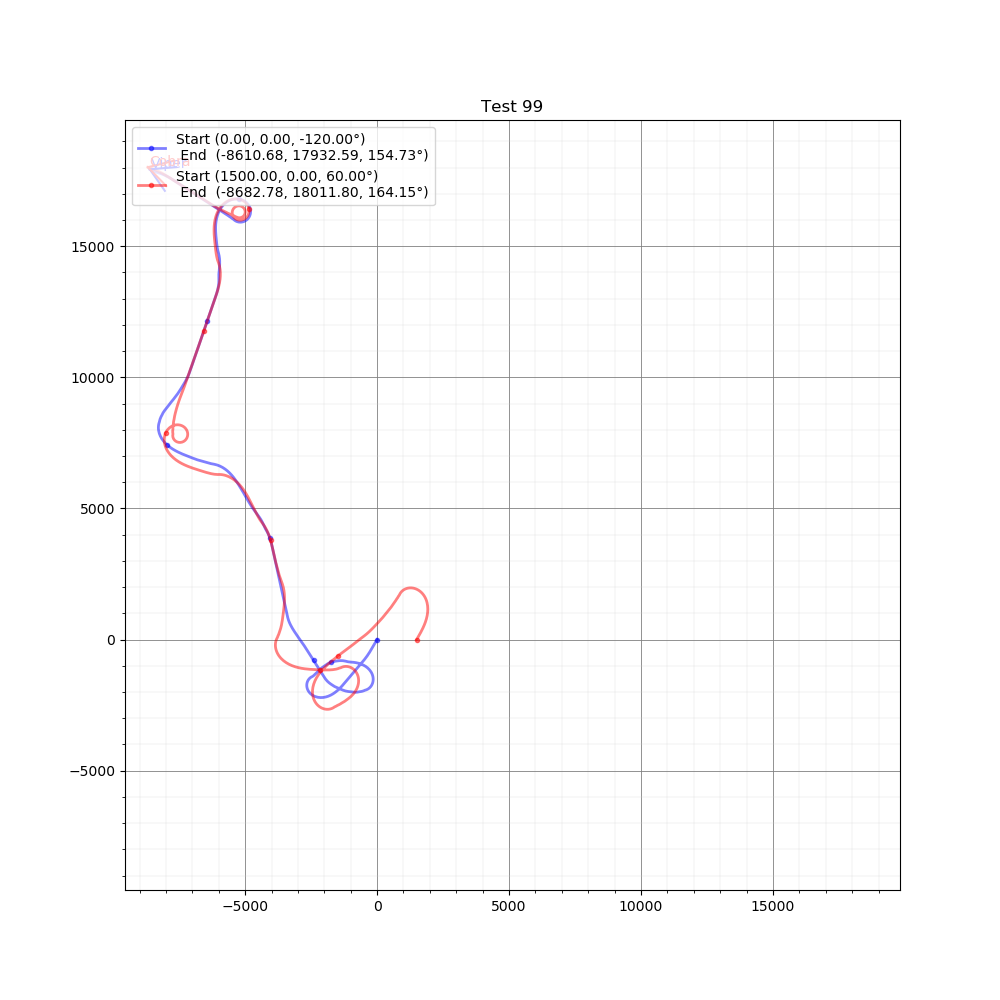 Test 99
Start (0.00, 0.00, -120.00°)
End (-8610.68, 17932.59, 154.73°)
Start (1500.00, 0.00, 60.00°)
End (-8682.78, 18011.80, 164.15°)
15000
10000
5000
0
−5000
−5000
0
5000
10000
15000